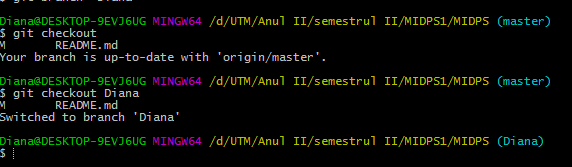 Diana@DESKTOP-9EVJ6UG MINGW64 /d/UTM/Anul II/semestrul II/MIDPS1/MIDPS (master)
$ git checkout
M       README.md
Your branch is up-to-date with 'origin/master'.
Diana@DESKTOP-9EVJ6UG MINGW64 /d/UTM/Anul II/semestrul II/MIDPS1/MIDPS (master)
$ git checkout Diana
M       README.md
Switched to branch 'Diana'
Diana@DESKTOP-9EVJ6UG MINGW64 /d/UTM/Anul II/semestrul II/MIDPS1/MIDPS (Diana)
$